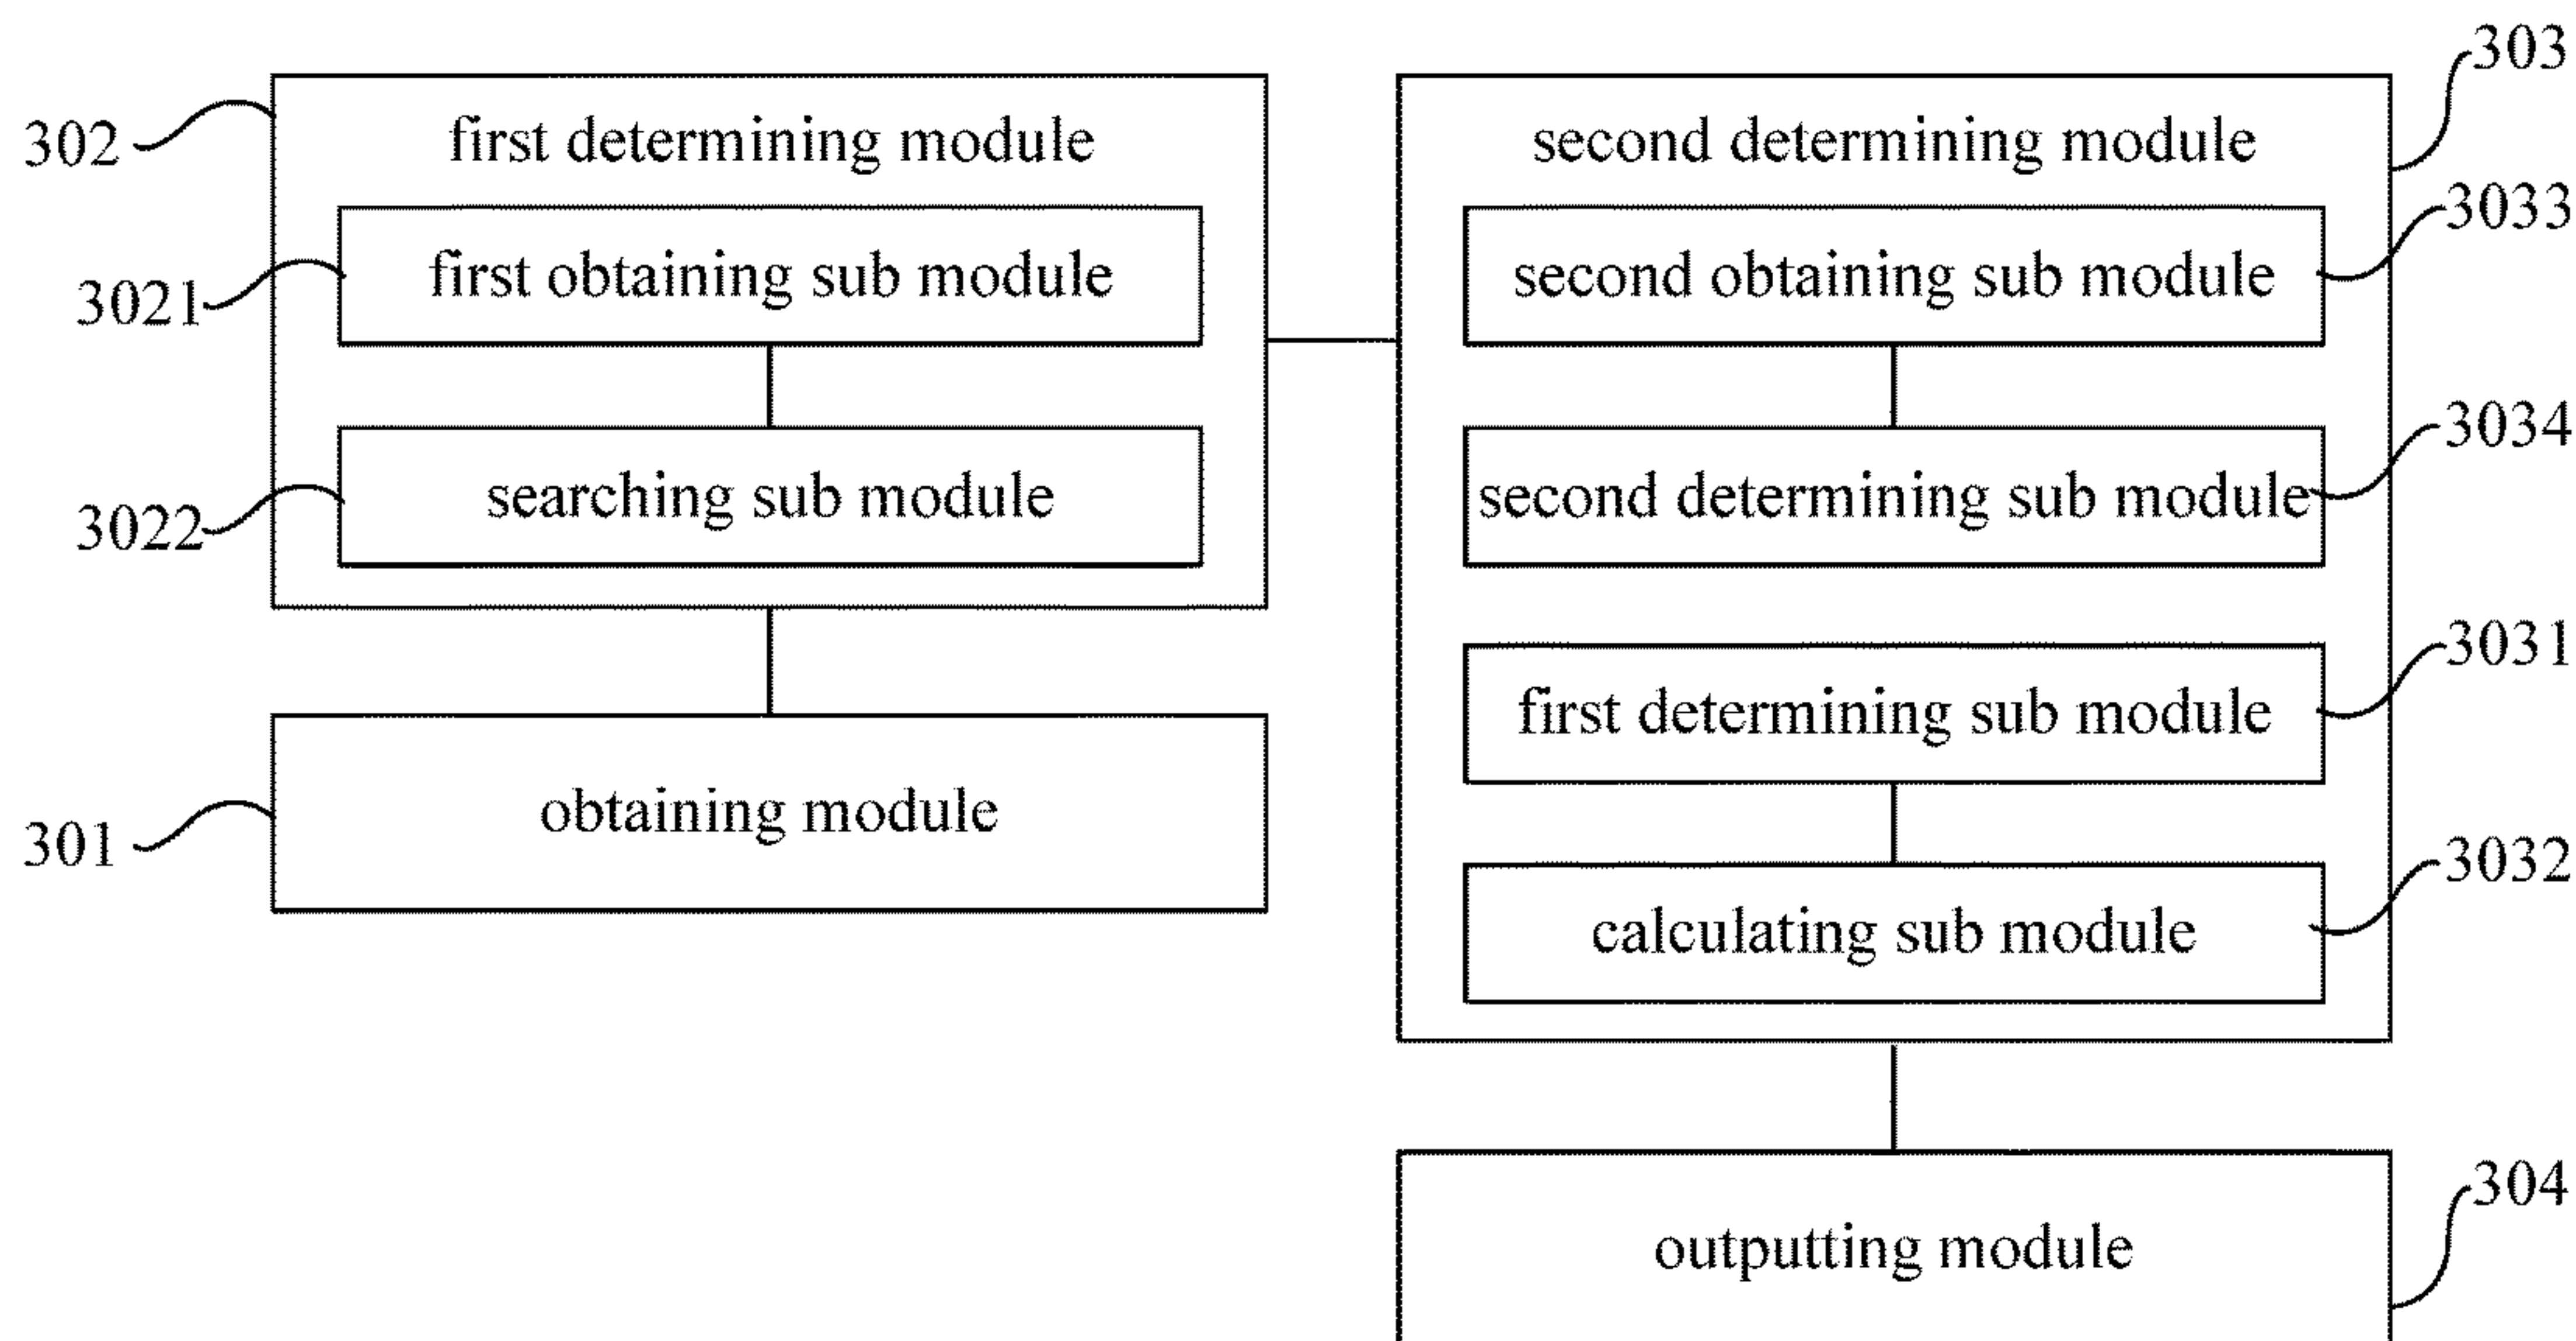 303
302
first determining module
second determining module
3033
3021
first obtaining sub module
second obtaining sub module
3034
3022
searching sub module
second determining sub module
3031
first determining sub module
301
obtaining module
3032
calculating sub module
304
outputting module